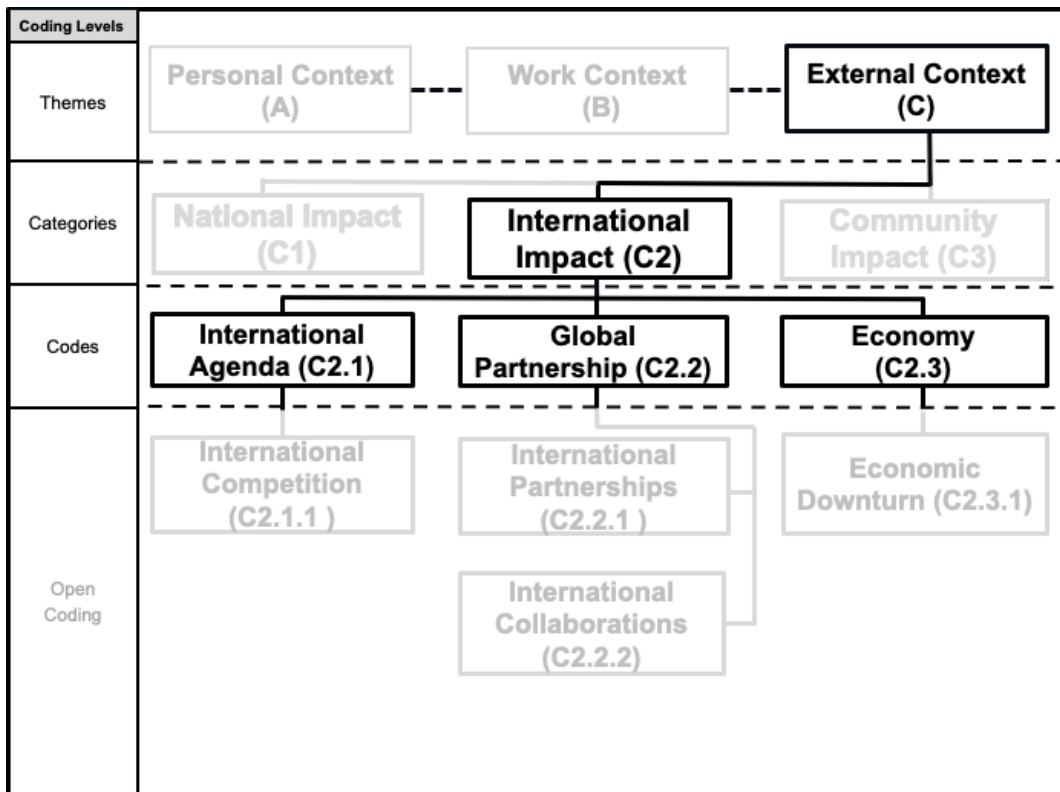 Coding Levels
Themes
Personal Context
(A)
Work Context
(B)
External Context
(C)
Categories
National Impact
(C1)
International
Impact (C2)
Community
Impact (C3)
Codes
International
Agenda (C2.1)
Global
Partnership (C2.2)
Economy
(C2.3)
Open
Coding
International
Competition
(C2.1.1 )
International
Partnerships
(C2.2.1 )
Economic
Downturn (C2.3.1)
International
Collaborations
(C2.2.2)